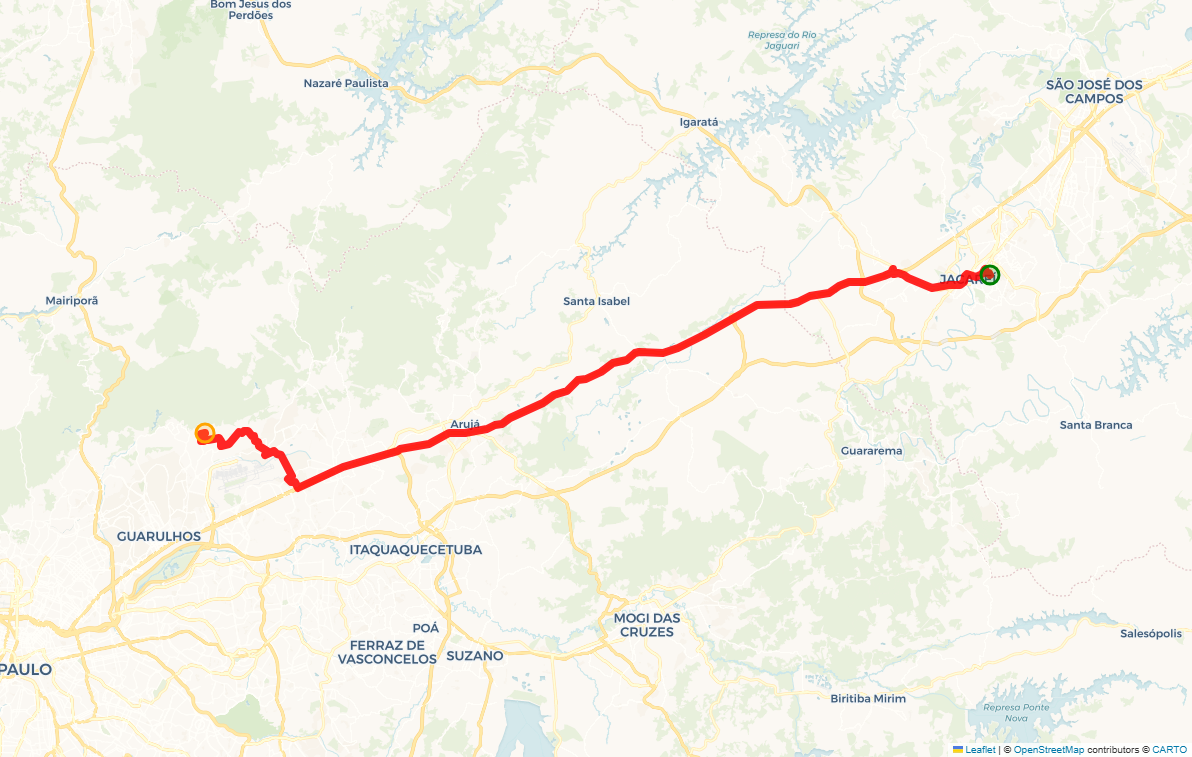 Bom Jesus dos
Perdões
Represa do Rio
Jaguari
Nazaré Paulista
SÃO JOSÉ DOS
CAMPOS
Igaratá
Mairiporã
Santa Isabel
Arujá
Santa Branca
Guararema
GUARULHOS
ITAQUAQUECETUBA
POÁ
FERRAZ DE
VASCONCELOS
SUZANO
MOGI DAS
CRUZES
Salesópolis
PAULO
Biritiba Mirim
Represa Ponte
Nova
Leaflet | © OpenStreetMap contributors © CARTO